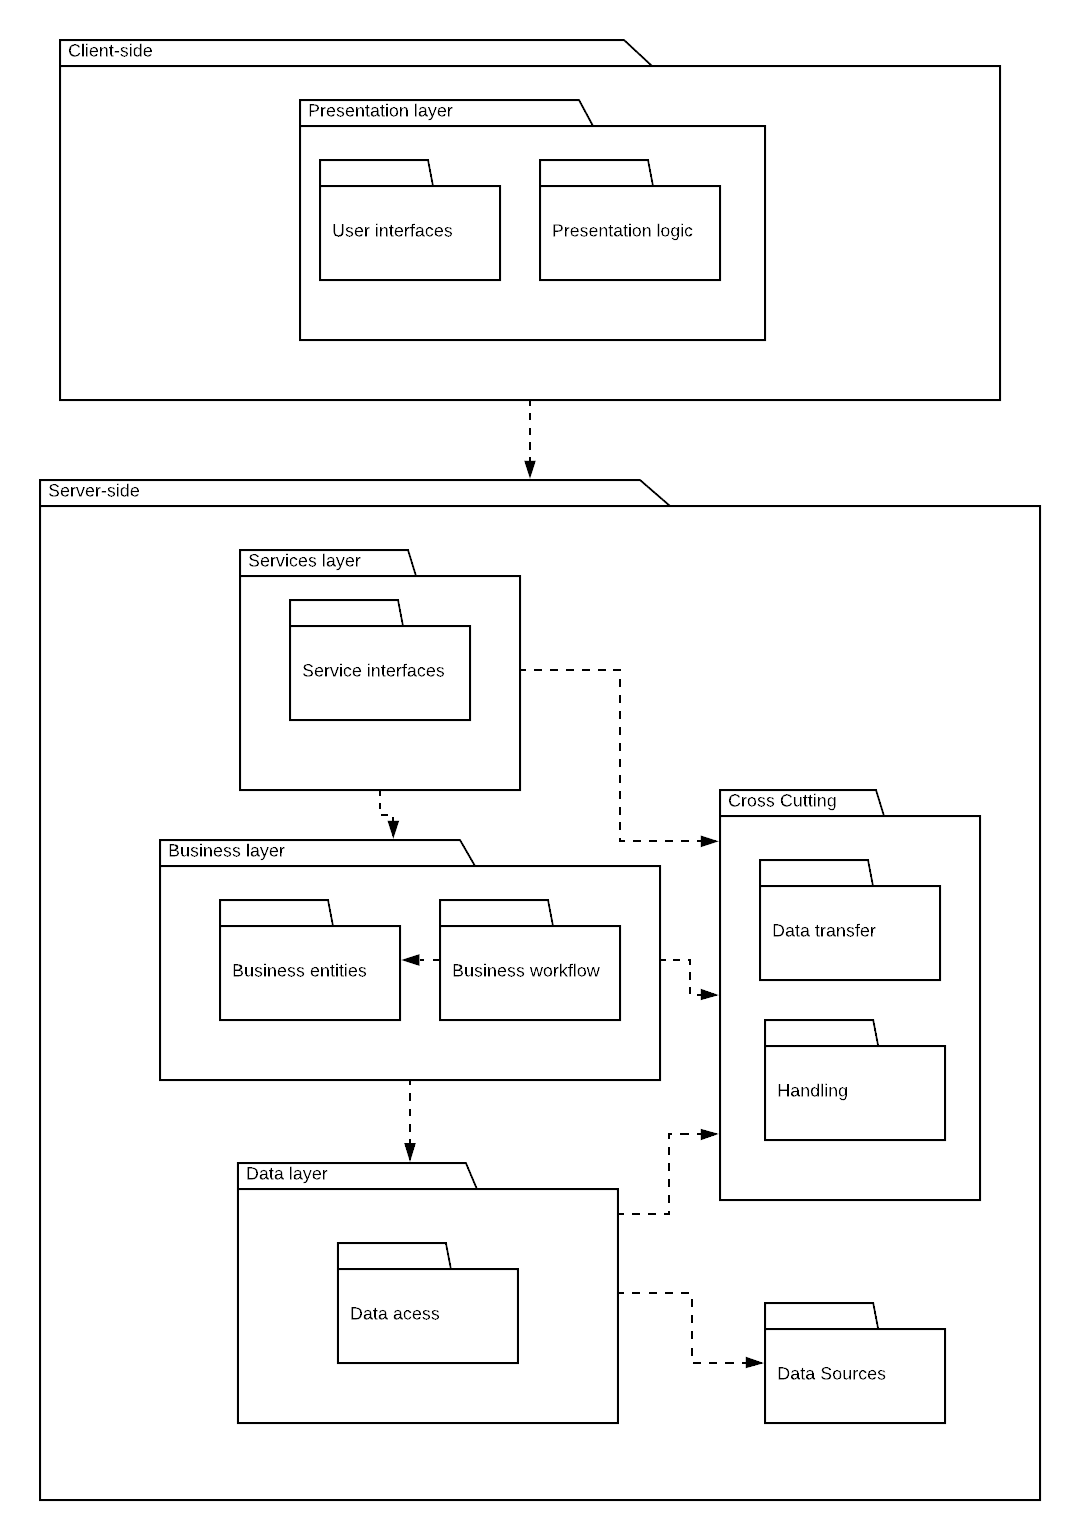 Client-side
Presentation layer
User interfaces
Presentation logic
Server-side
Services layer
Service interfaces
Cross Cutting
Data transfer
Handling
Business layer
Business entities
Business workflow
Data layer
Data acess
Data Sources